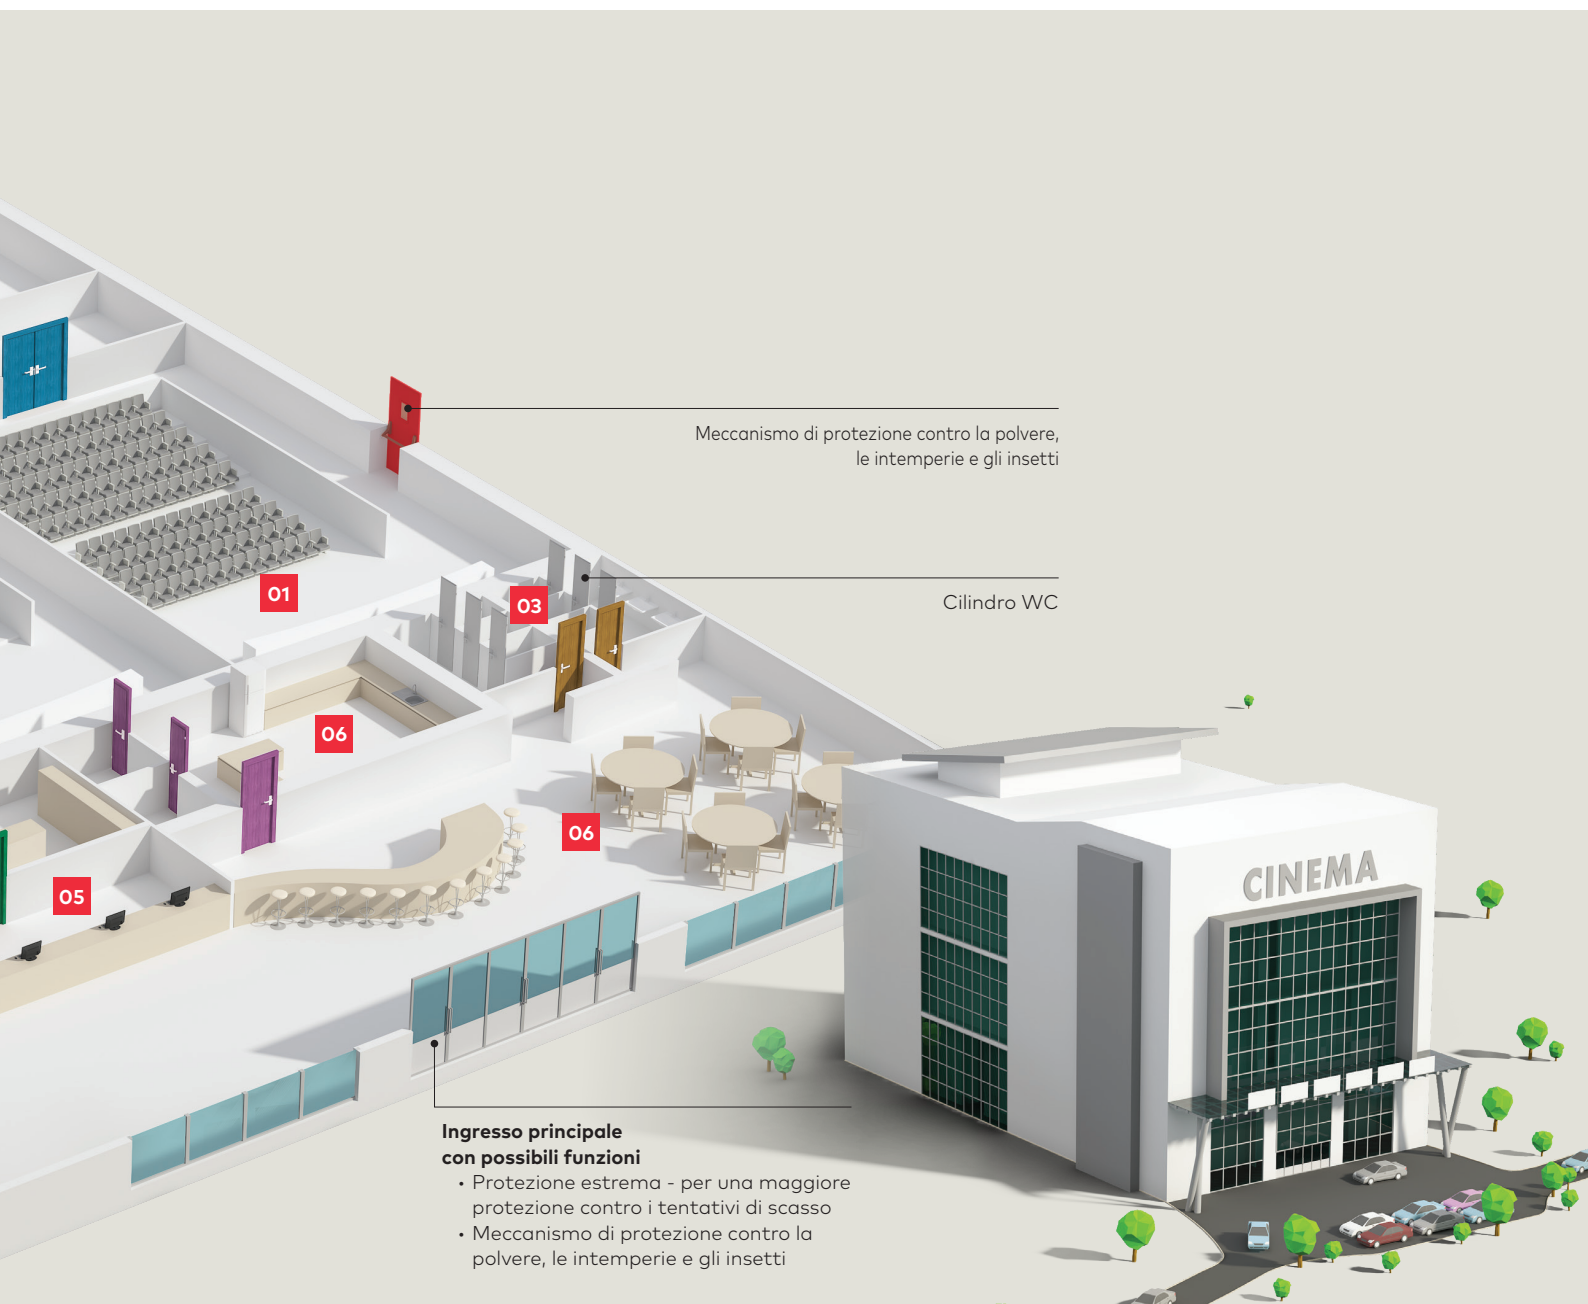 Meccanismo di protezione contro la polvere,
le intemperie e gli insetti
01
03
Cilindro WC
06
06
CINEMA
05
Ingresso principale
con possibili funzioni
• Protezione estrema - per una maggiore
protezione contro i tentativi di scasso
• Meccanismo di protezione contro la
polvere, le intemperie e gli insetti